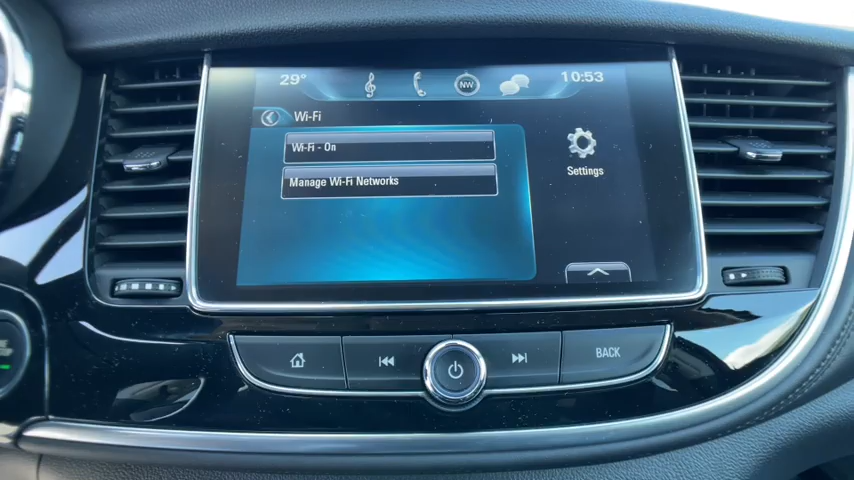 29°
NW
10:53
Wi-Fi
Wi-Fi - On
Manage Wi-Fi Networks
Settings
BACK